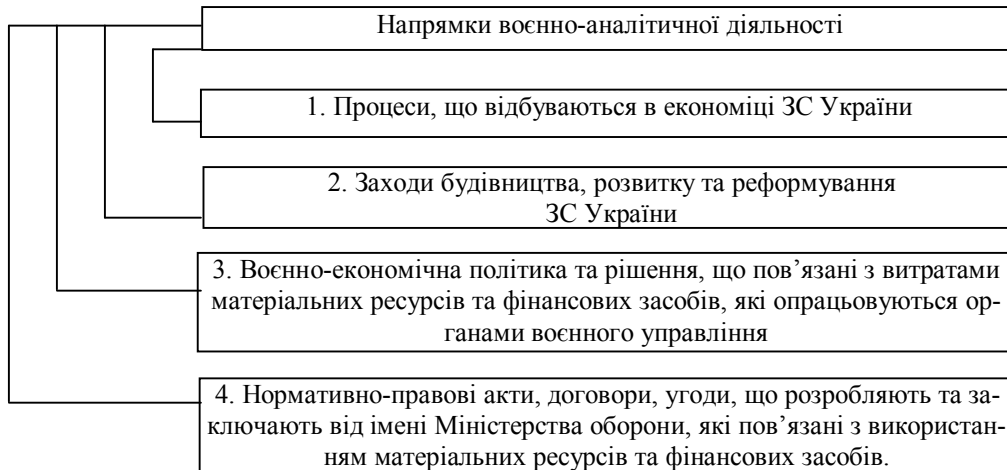 Напрямки воєнно-аналітичної діяльності
1. Процеси, що відбуваються в економіці ЗС України
2. Заходи будівництва, розвитку та реформування
ЗС України
3. Воєнно-економічна політика та рішення, що пов’язані з витратами
матеріальних ресурсів та фінансових засобів, які опрацьовуються ор-
ганами воєнного управління
4. Нормативно-правові акти, договори, угоди, що розробляють та за-
ключають від імені Міністерства оборони, які пов’язані з використан-
ням матеріальних ресурсів та фінансових засобів.